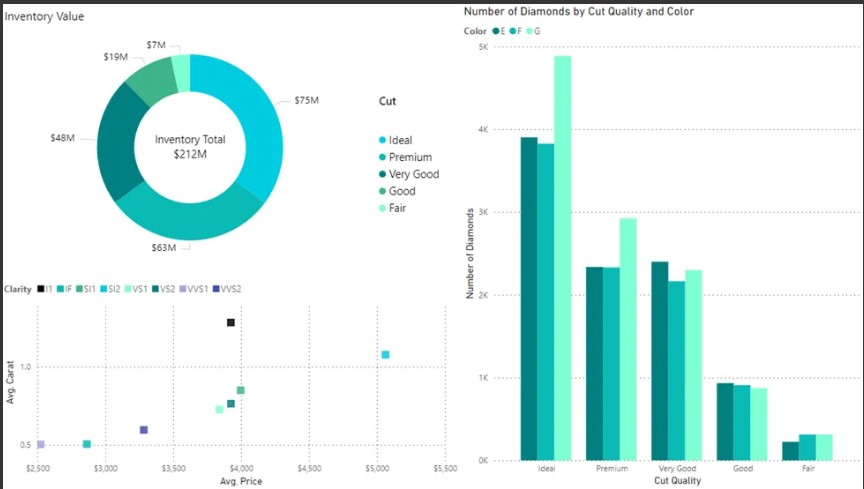 Inventory Value
$7M
$19M
$75M
$48M
Inventory Total
$212M
$63M
Cut
Ideal
Premium
Very Good
Good
Fair
Clarity I1 IF SI1 SI2 VS1 VS2 VVS1 VVS2
Avg. Carat
1.0
0.5
$2,500 $3,000 $3,500 $4,000 $4,500 $5,000 $5,500
Avg. Price
Number of Diamonds by Cut Quality and Color
Color E F G
Number of Diamonds
5K
4K
3K
2K
1K
0K
Ideal Premium Very Good Good Fair
Cut Quality